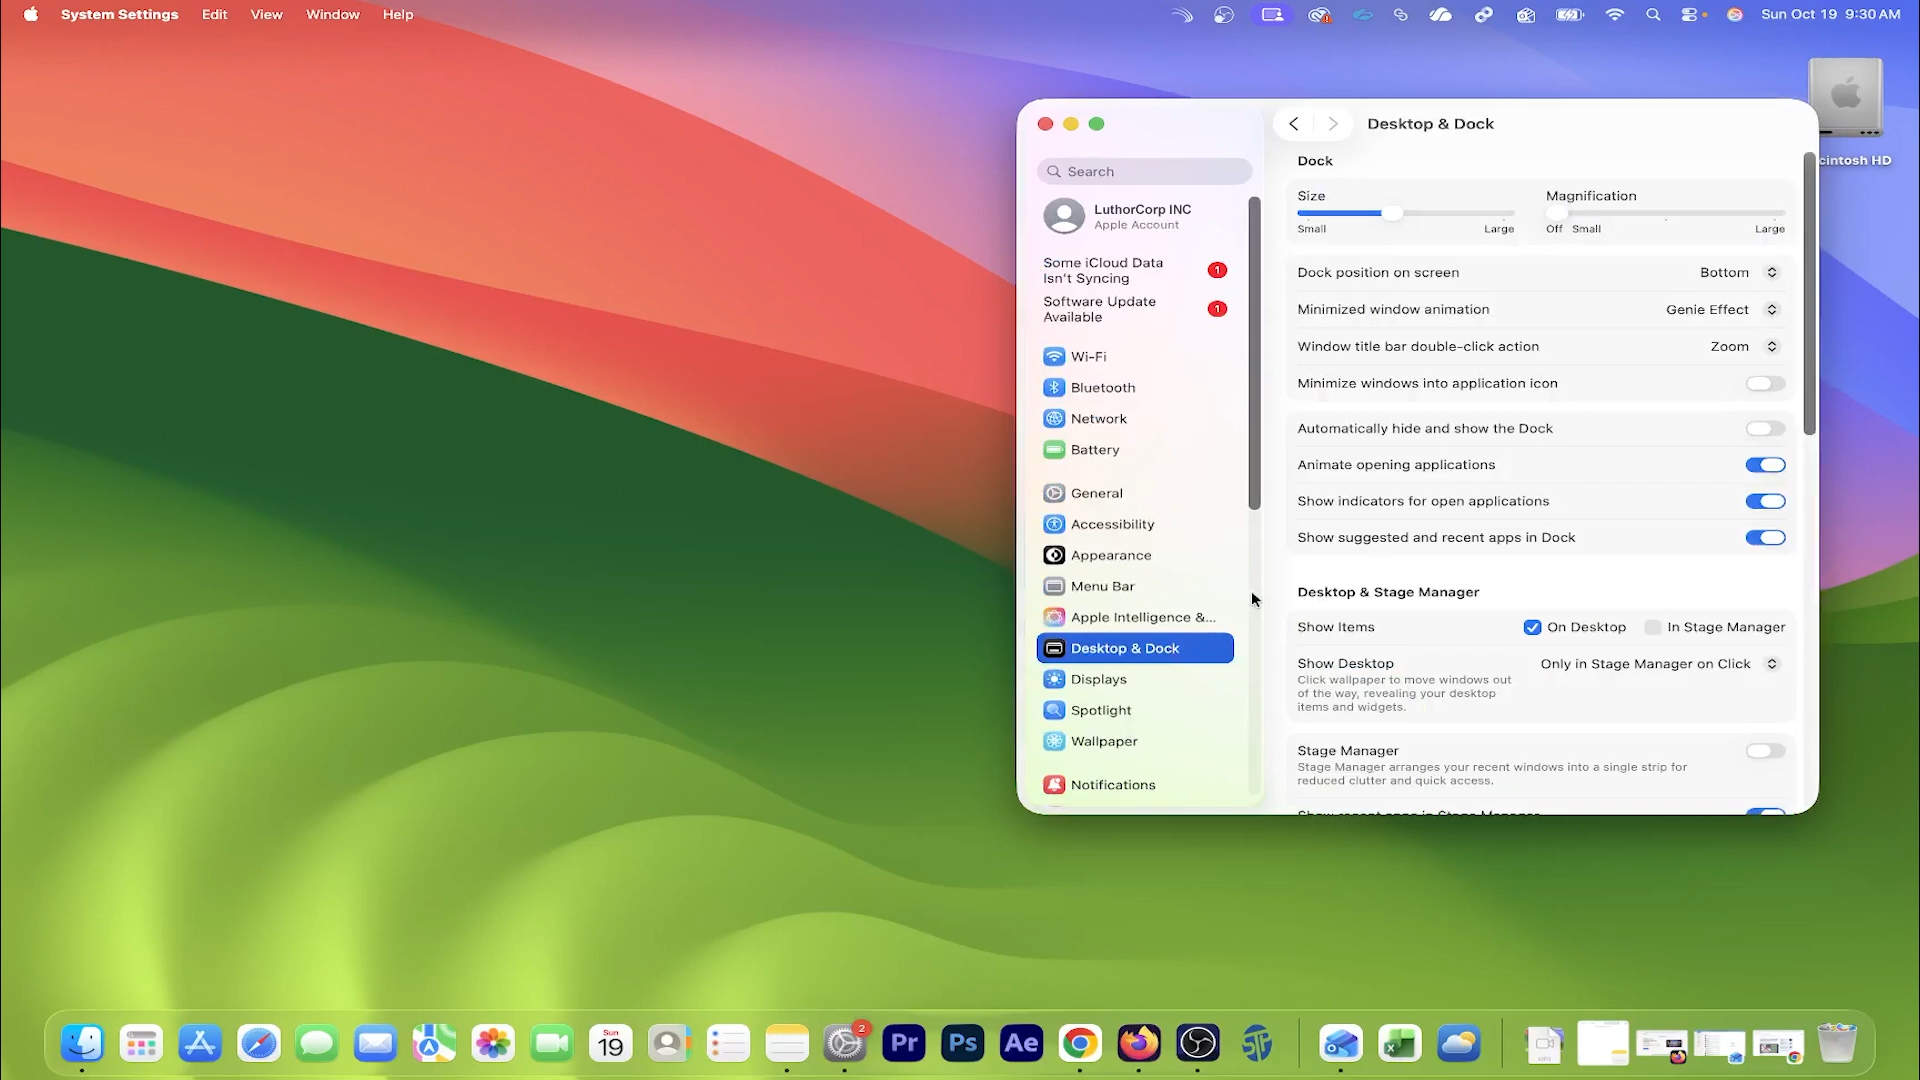 System Settings Edit View Window Help
Sun Oct 19 9:30 AM
cintosh HD
Desktop & Dock
Search
LuthorCorp INC
Apple Account
Some iCloud Data
Isn't Syncing
1
Software Update
Available
1
Wi-Fi
Bluetooth
Network
Battery
General
Accessibility
Appearance
Menu Bar
Apple Intelligence &...
Desktop & Dock
Displays
Spotlight
Wallpaper
Notifications
Dock
Size
Small Large
Magnification
Off Small Large
Dock position on screen Bottom
Minimized window animation Genie Effect
Window title bar double-click action Zoom
Minimize windows into application icon
Automatically hide and show the Dock
Animate opening applications
Show indicators for open applications
Show suggested and recent apps in Dock
Desktop & Stage Manager
Show Items On Desktop In Stage Manager
Show Desktop Only in Stage Manager on Click
Click wallpaper to move windows out
of the way, revealing your desktop
items and widgets.
Stage Manager
Stage Manager arranges your recent windows into a single strip for
reduced clutter and quick access.
Show recent apps in Stage Manager
Sun
19
2
Pr
Ps
Ae